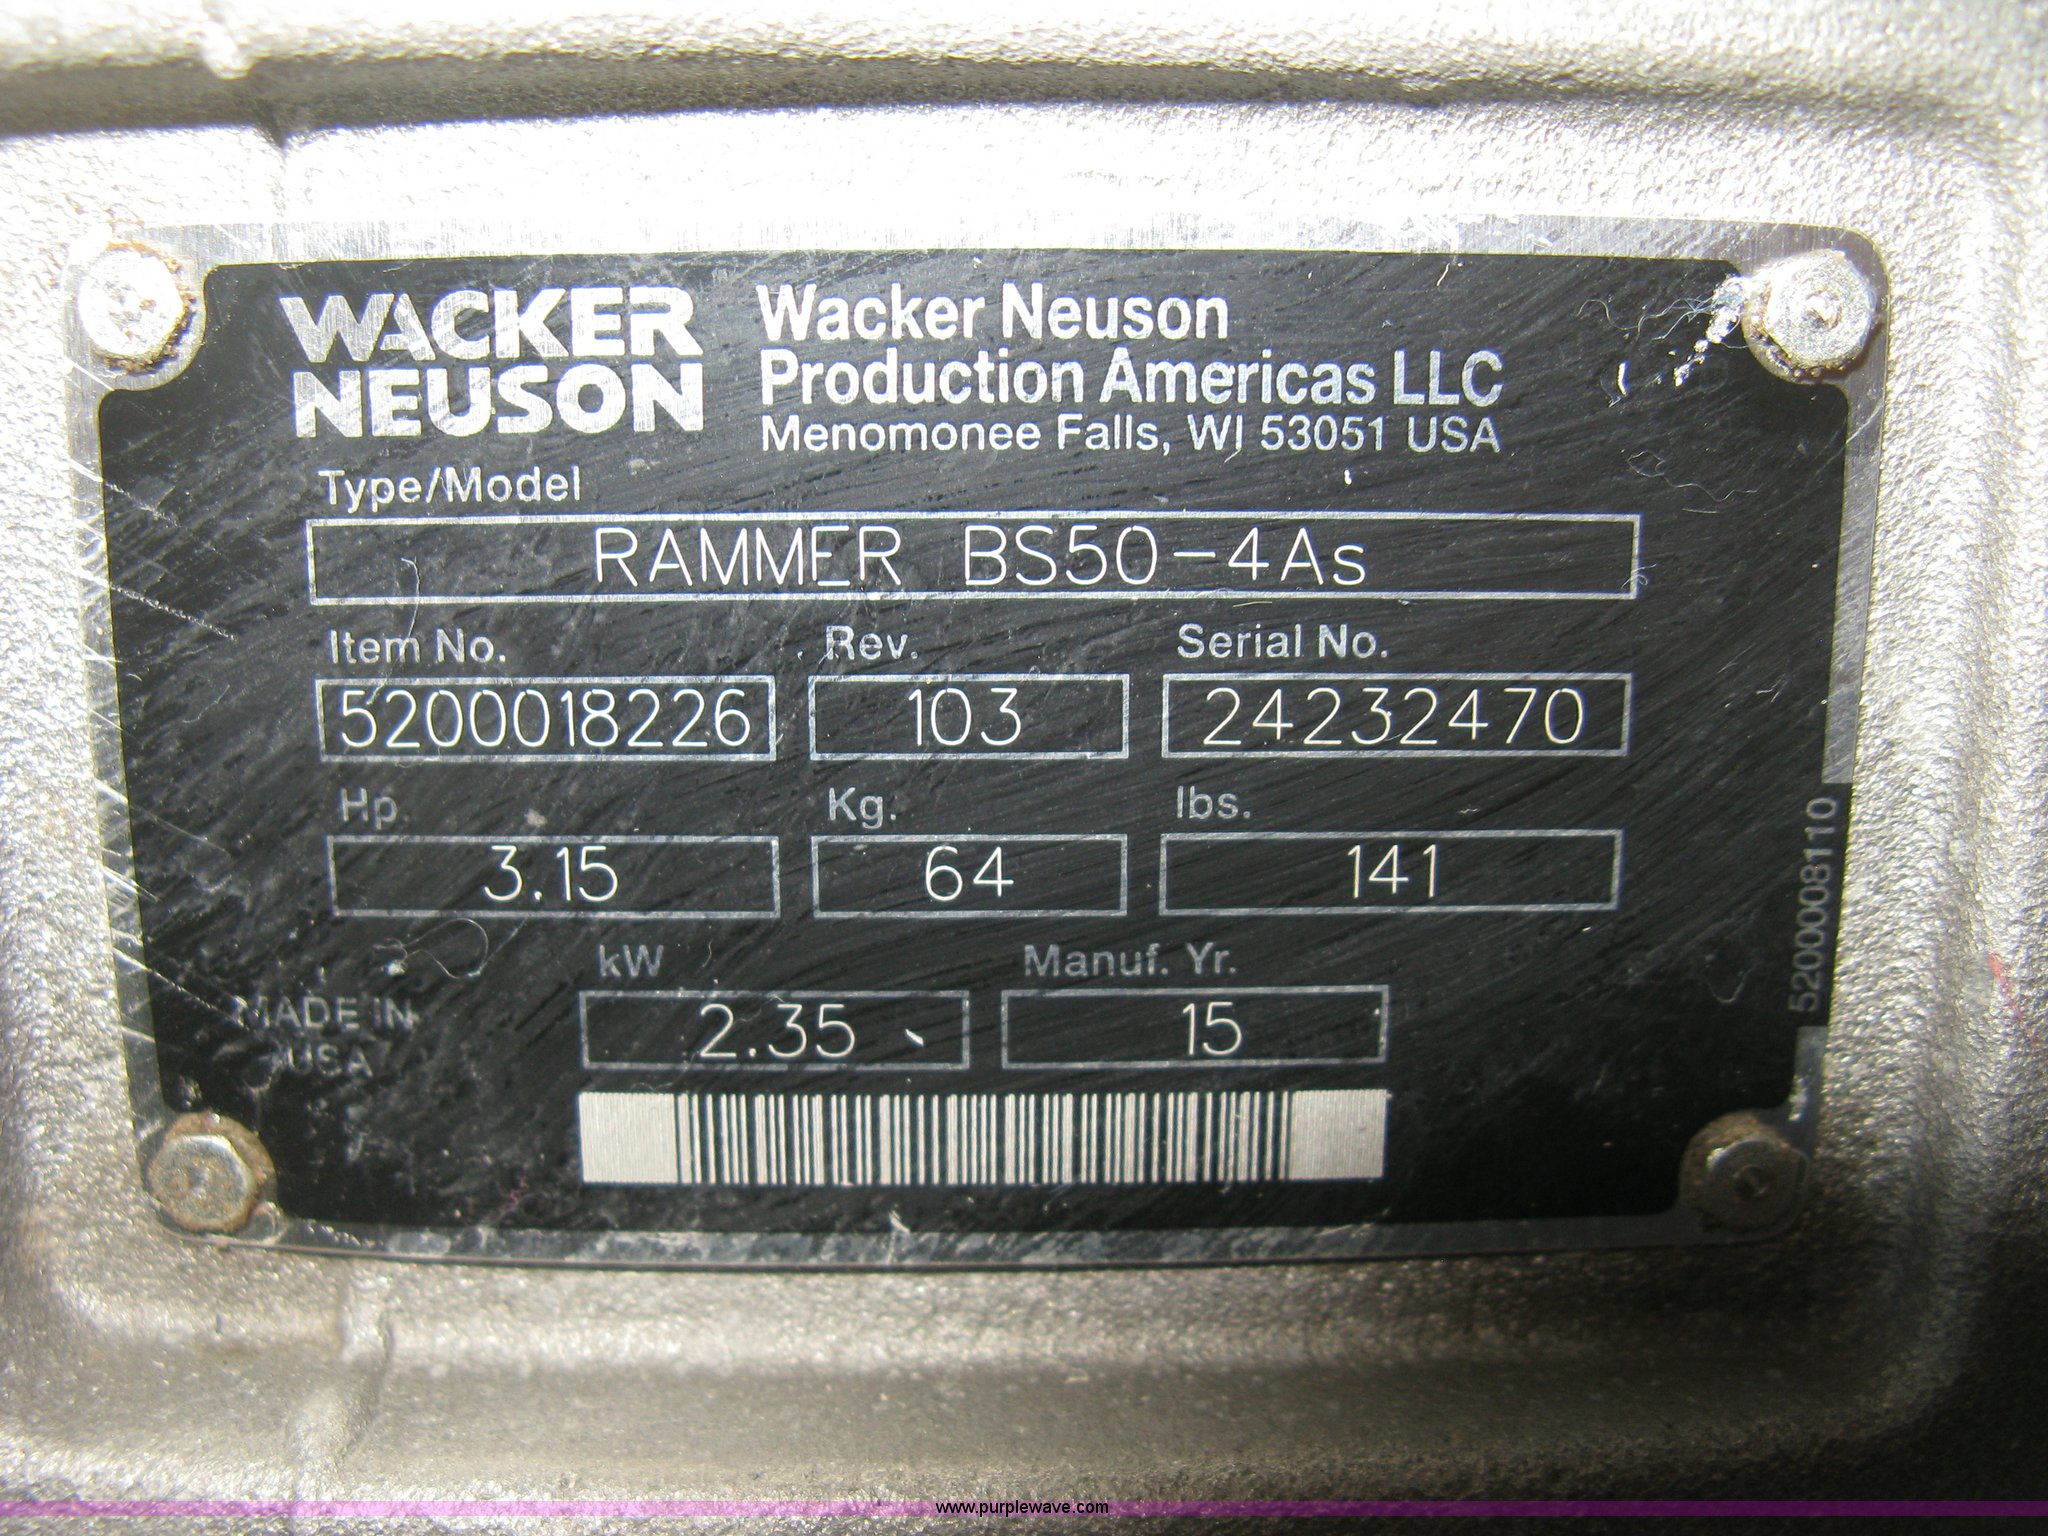 WACKER
NEUSON
Wacker Neuson
Production Americas LLC
Menomonee Falls, WI 53051 USA
Type/Model
RAMMER BS50-4As
Item No. Rev. Serial No.
5200018226 103 24232470
Hp. Kg. lbs.
3.15 64 141
kW Manuf. Yr.
2.35 15
MADE IN
USA
5200008110
www.purplewave.com